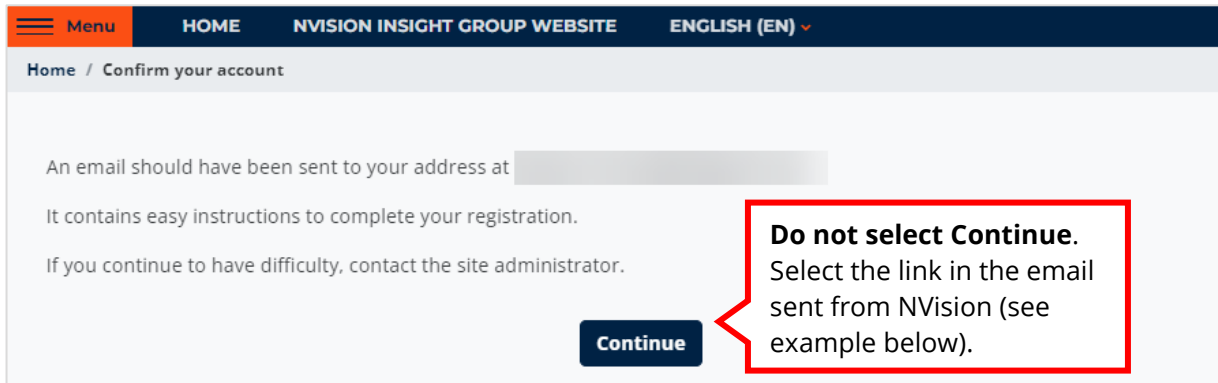 Menu HOME NVISION INSIGHT GROUP WEBSITE ENGLISH (EN)
Home / Confirm your account
An email should have been sent to your address at
It contains easy instructions to complete your registration.
If you continue to have difficulty, contact the site administrator.
Continue
Do not select Continue.
Select the link in the email
sent from NVision (see
example below).